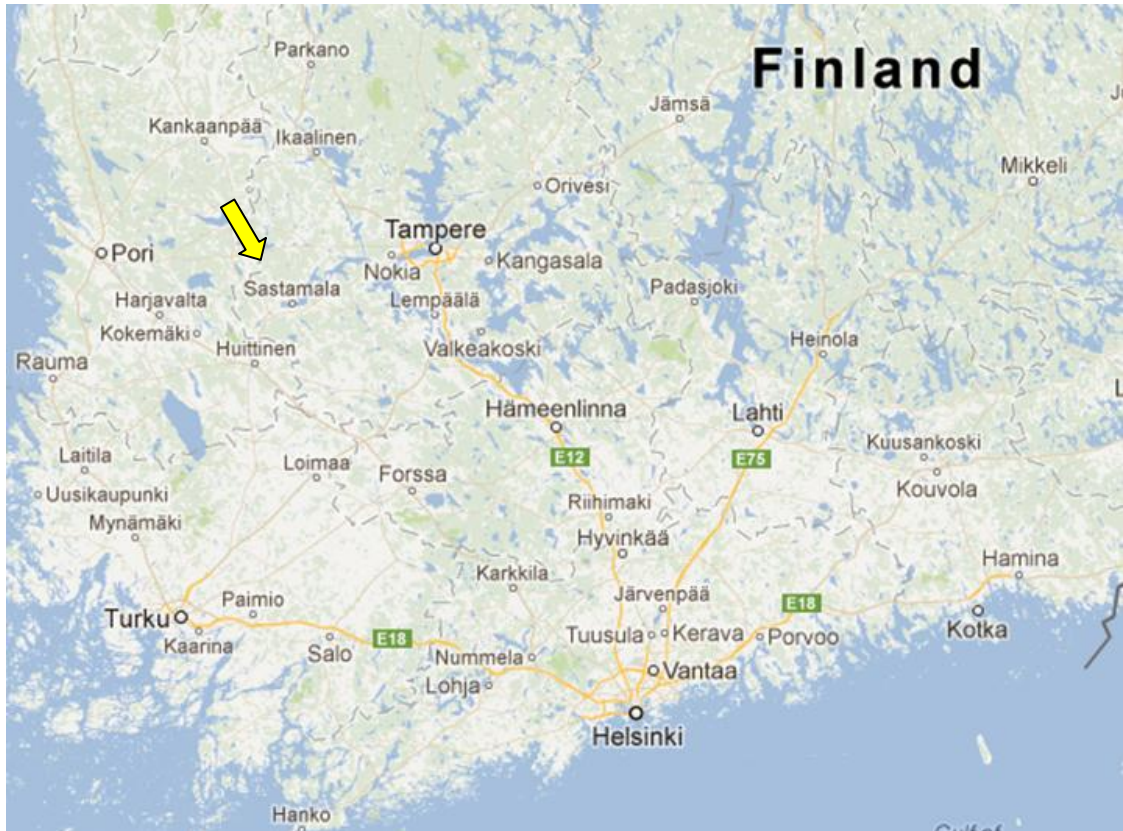 Finland
Parkano
Jämsä
Kankaanpää
Ikaalinen
Mikkeli
Orivesi
Tampere
Pori
Nokia
Kangasala
Sastamala
Harjavalta
Lempäälä
Padasjoki
Kokemäki
Huittinen
Valkeakoski
Heinola
Rauma
Hämeenlinna
Lahti
Kuusankoski
E12
E75
Laitila
Loimaa
Forssa
Kouvola
Uusikaupunki
Riihimaki
Mynämäki
Hyvinkää
Hamina
Karkkila
Järvenpää
E18
Turku
Paimio
Kotka
Kaarina
E18
Tuusula
Kerava
Porvoo
Salo
Nummela
Vantaa
Lohja
Helsinki
Hanko